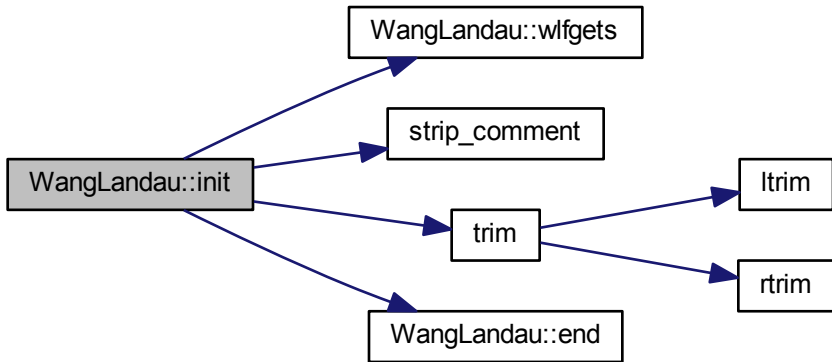 WangLandau::wlfgets
strip_comment
WangLandau::init
ltrim
trim
rtrim
WangLandau::end